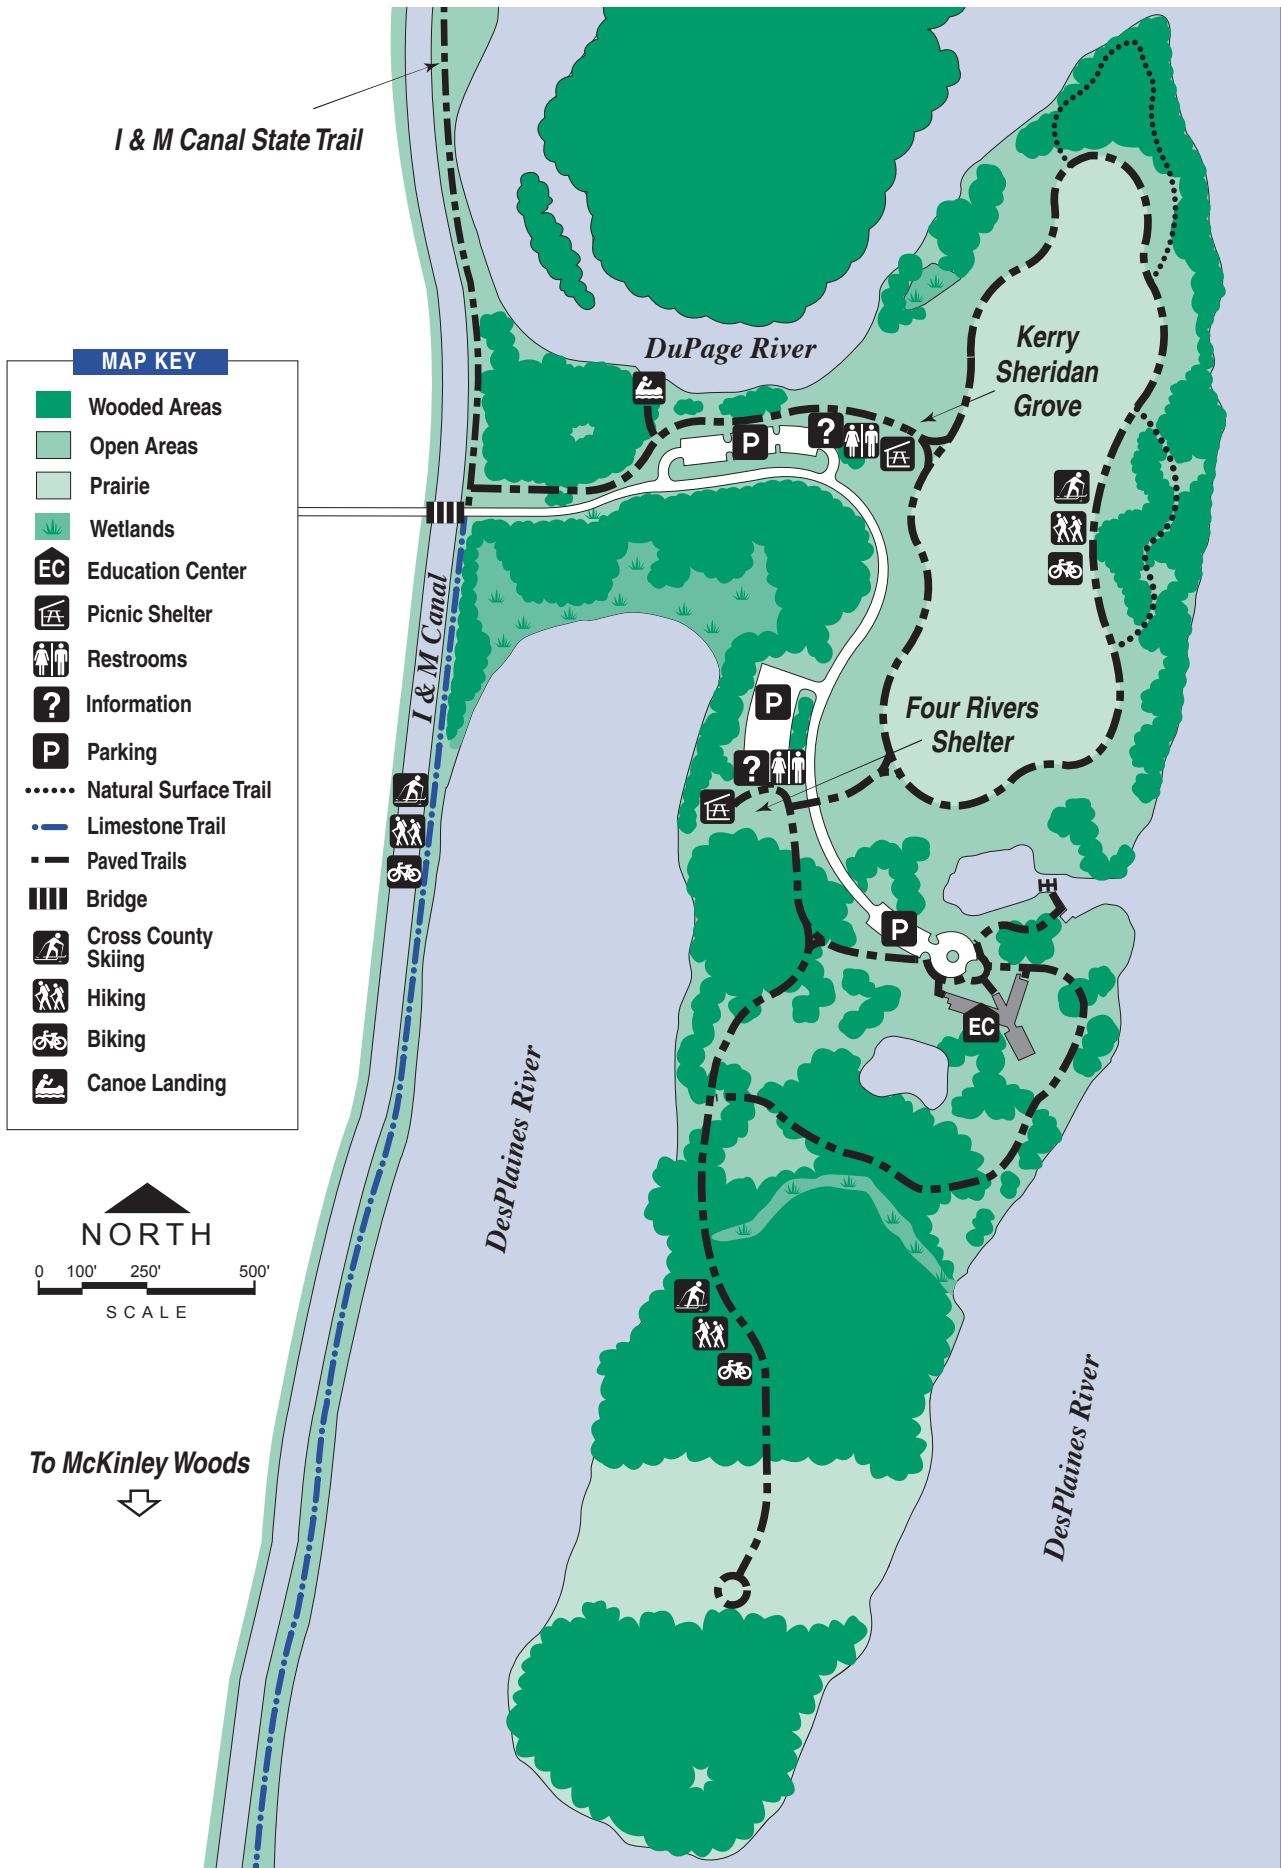 I & M Canal State Trail
DuPage River
Kerry
Sheridan
Grove
MAP KEY
Wooded Areas
Open Areas
Prairie
Wetlands
EC
Education Center
Picnic Shelter
Restrooms
?
Information
P
Parking
Natural Surface Trail
Limestone Trail
Paved Trails
Bridge
Cross County
Skiing
Hiking
Biking
Canoe Landing
P
?
I & M Canal
P
?
Four Rivers
Shelter
P
EC
DesPlaines River
NORTH
0 100' 250' 500'
SCALE
To McKinley Woods
DesPlaines River